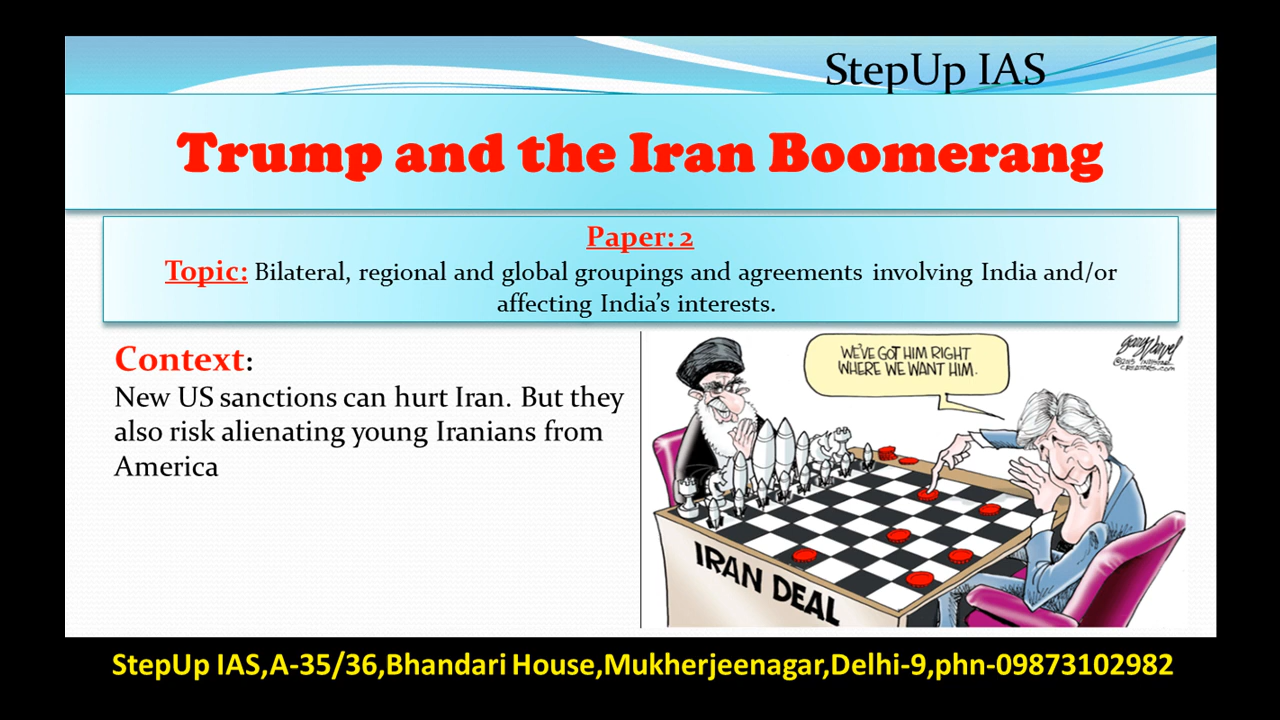 StepUp IAS
Trump and the Iran Boomerang
Paper: 2
Topic: Bilateral, regional and global groupings and agreements involving India and/or
affecting India's interests.
Context:
New US sanctions can hurt Iran. But they
also risk alienating young Iranians from
America
WE'VE GOT HIM RIGHT
WHERE WE WANT HIM.
IRAN DEAL
StepUp IAS,A-35/36,Bhandari House,Mukherjeenagar,Delhi-9,phn-09873102982